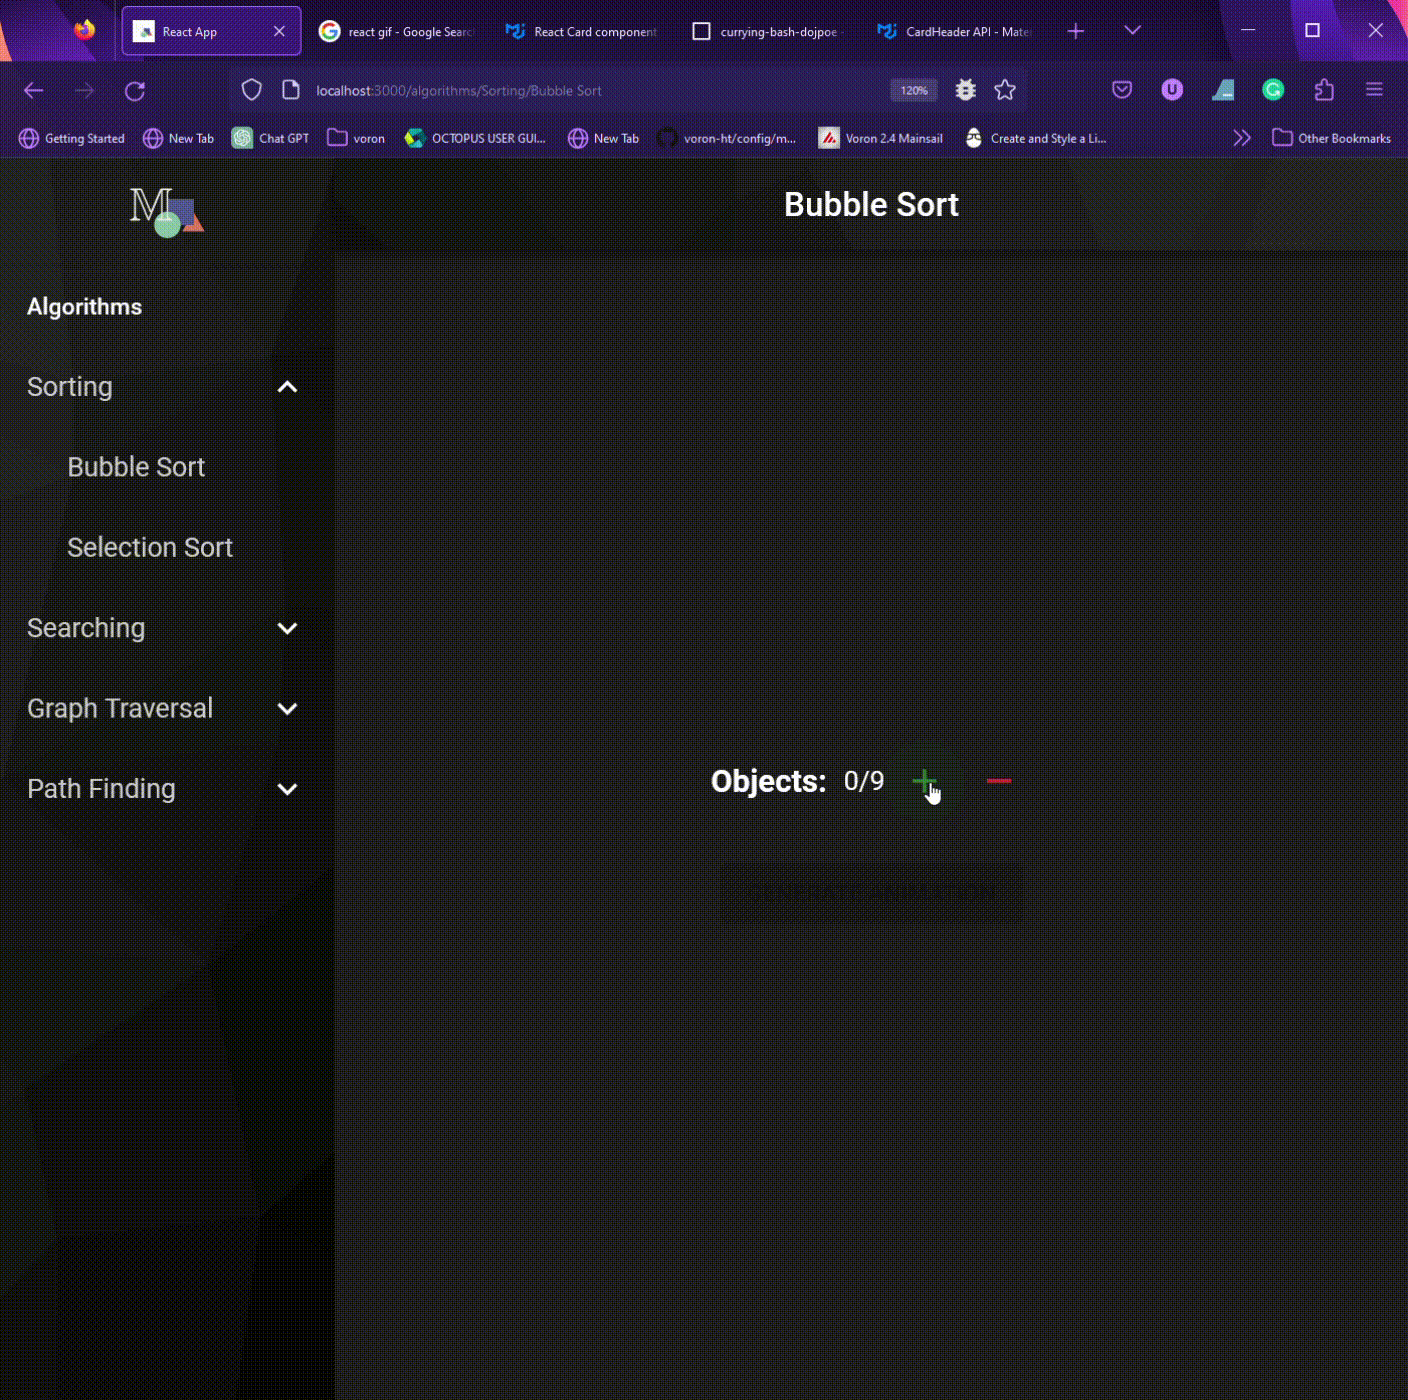 React App
react gif - Google Searc
React Card component
currying-bash-dojpoe -
CardHeader API - Mate
localhost:3000/algorithms/Sorting/Bubble Sort
120%
Getting Started
New Tab
Chat GPT
voron
OCTOPUS USER GUI...
New Tab
voron-ht/config/m...
Voron 2.4 Mainsail
Create and Style a Li...
Other Bookmarks
M
Bubble Sort
Algorithms
Sorting
Bubble Sort
Selection Sort
Searching
Graph Traversal
Path Finding
Objects: 0/9
GENERATE ANIMATION